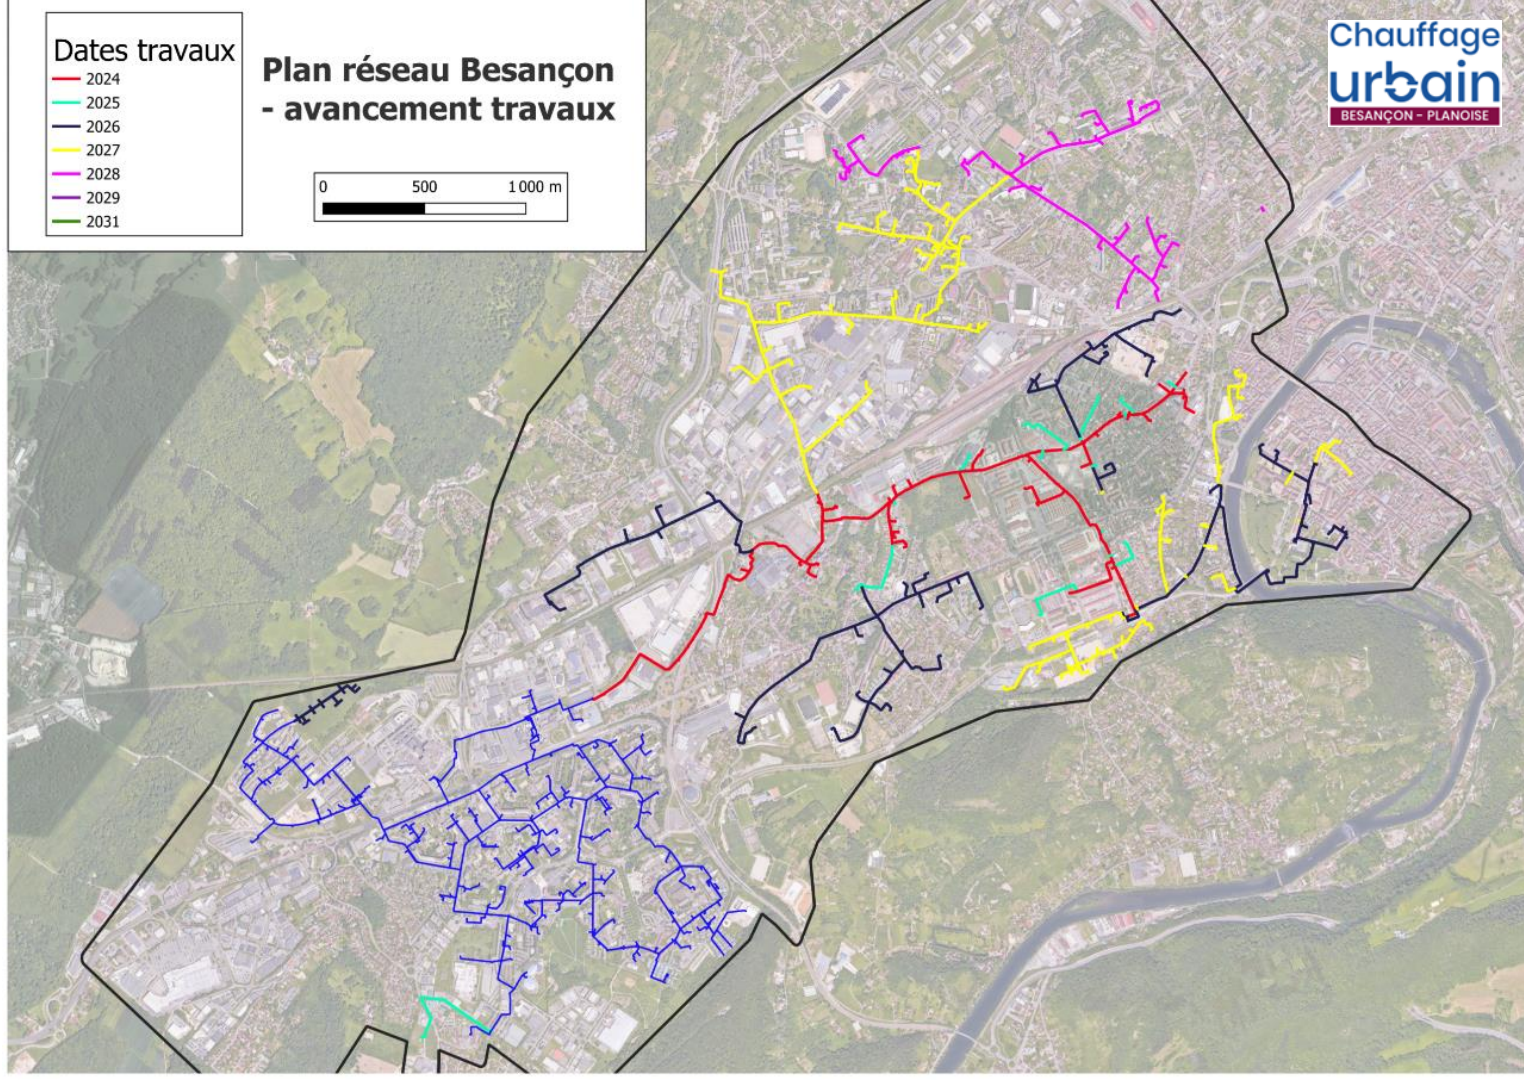 Dates travaux
2024
2025
2026
2027
2028
2029
2031
Plan réseau Besançon
- avancement travaux
0 500 1 000 m
Chauffage
urbain
BESANÇON - PLANOISE